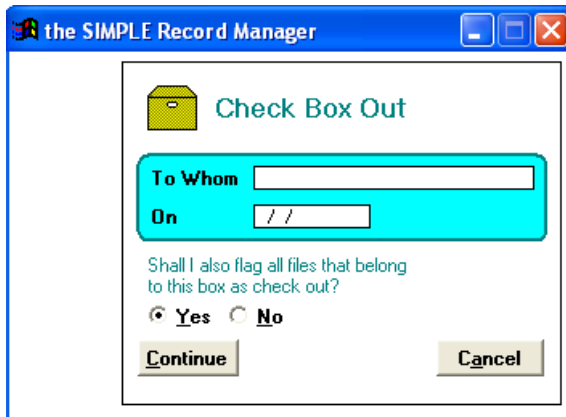 the SIMPLE Record Manager
Check Box Out
To Whom
On / /
Shall I also flag all files that belong
to this box as check out?
Yes No
Continue Cancel